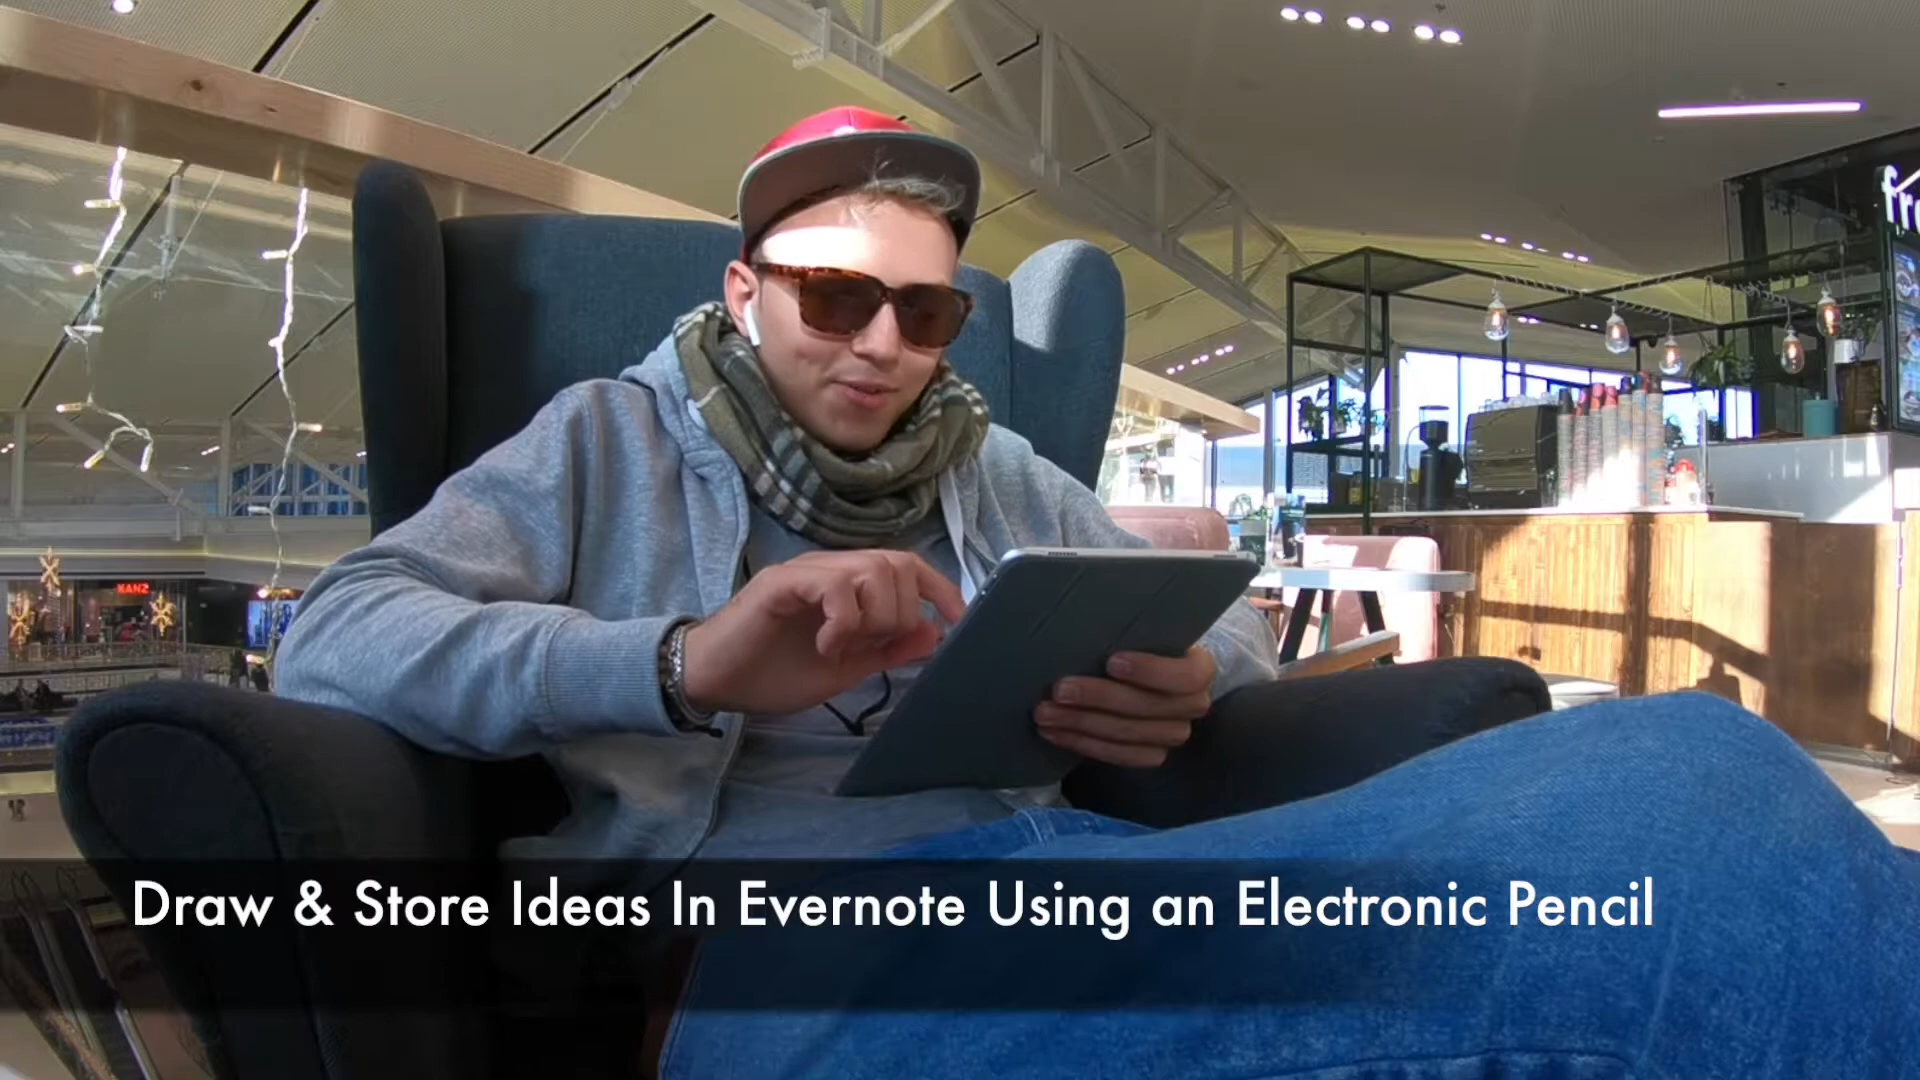 KANZ
Draw & Store Ideas In Evernote Using an Electronic Pencil